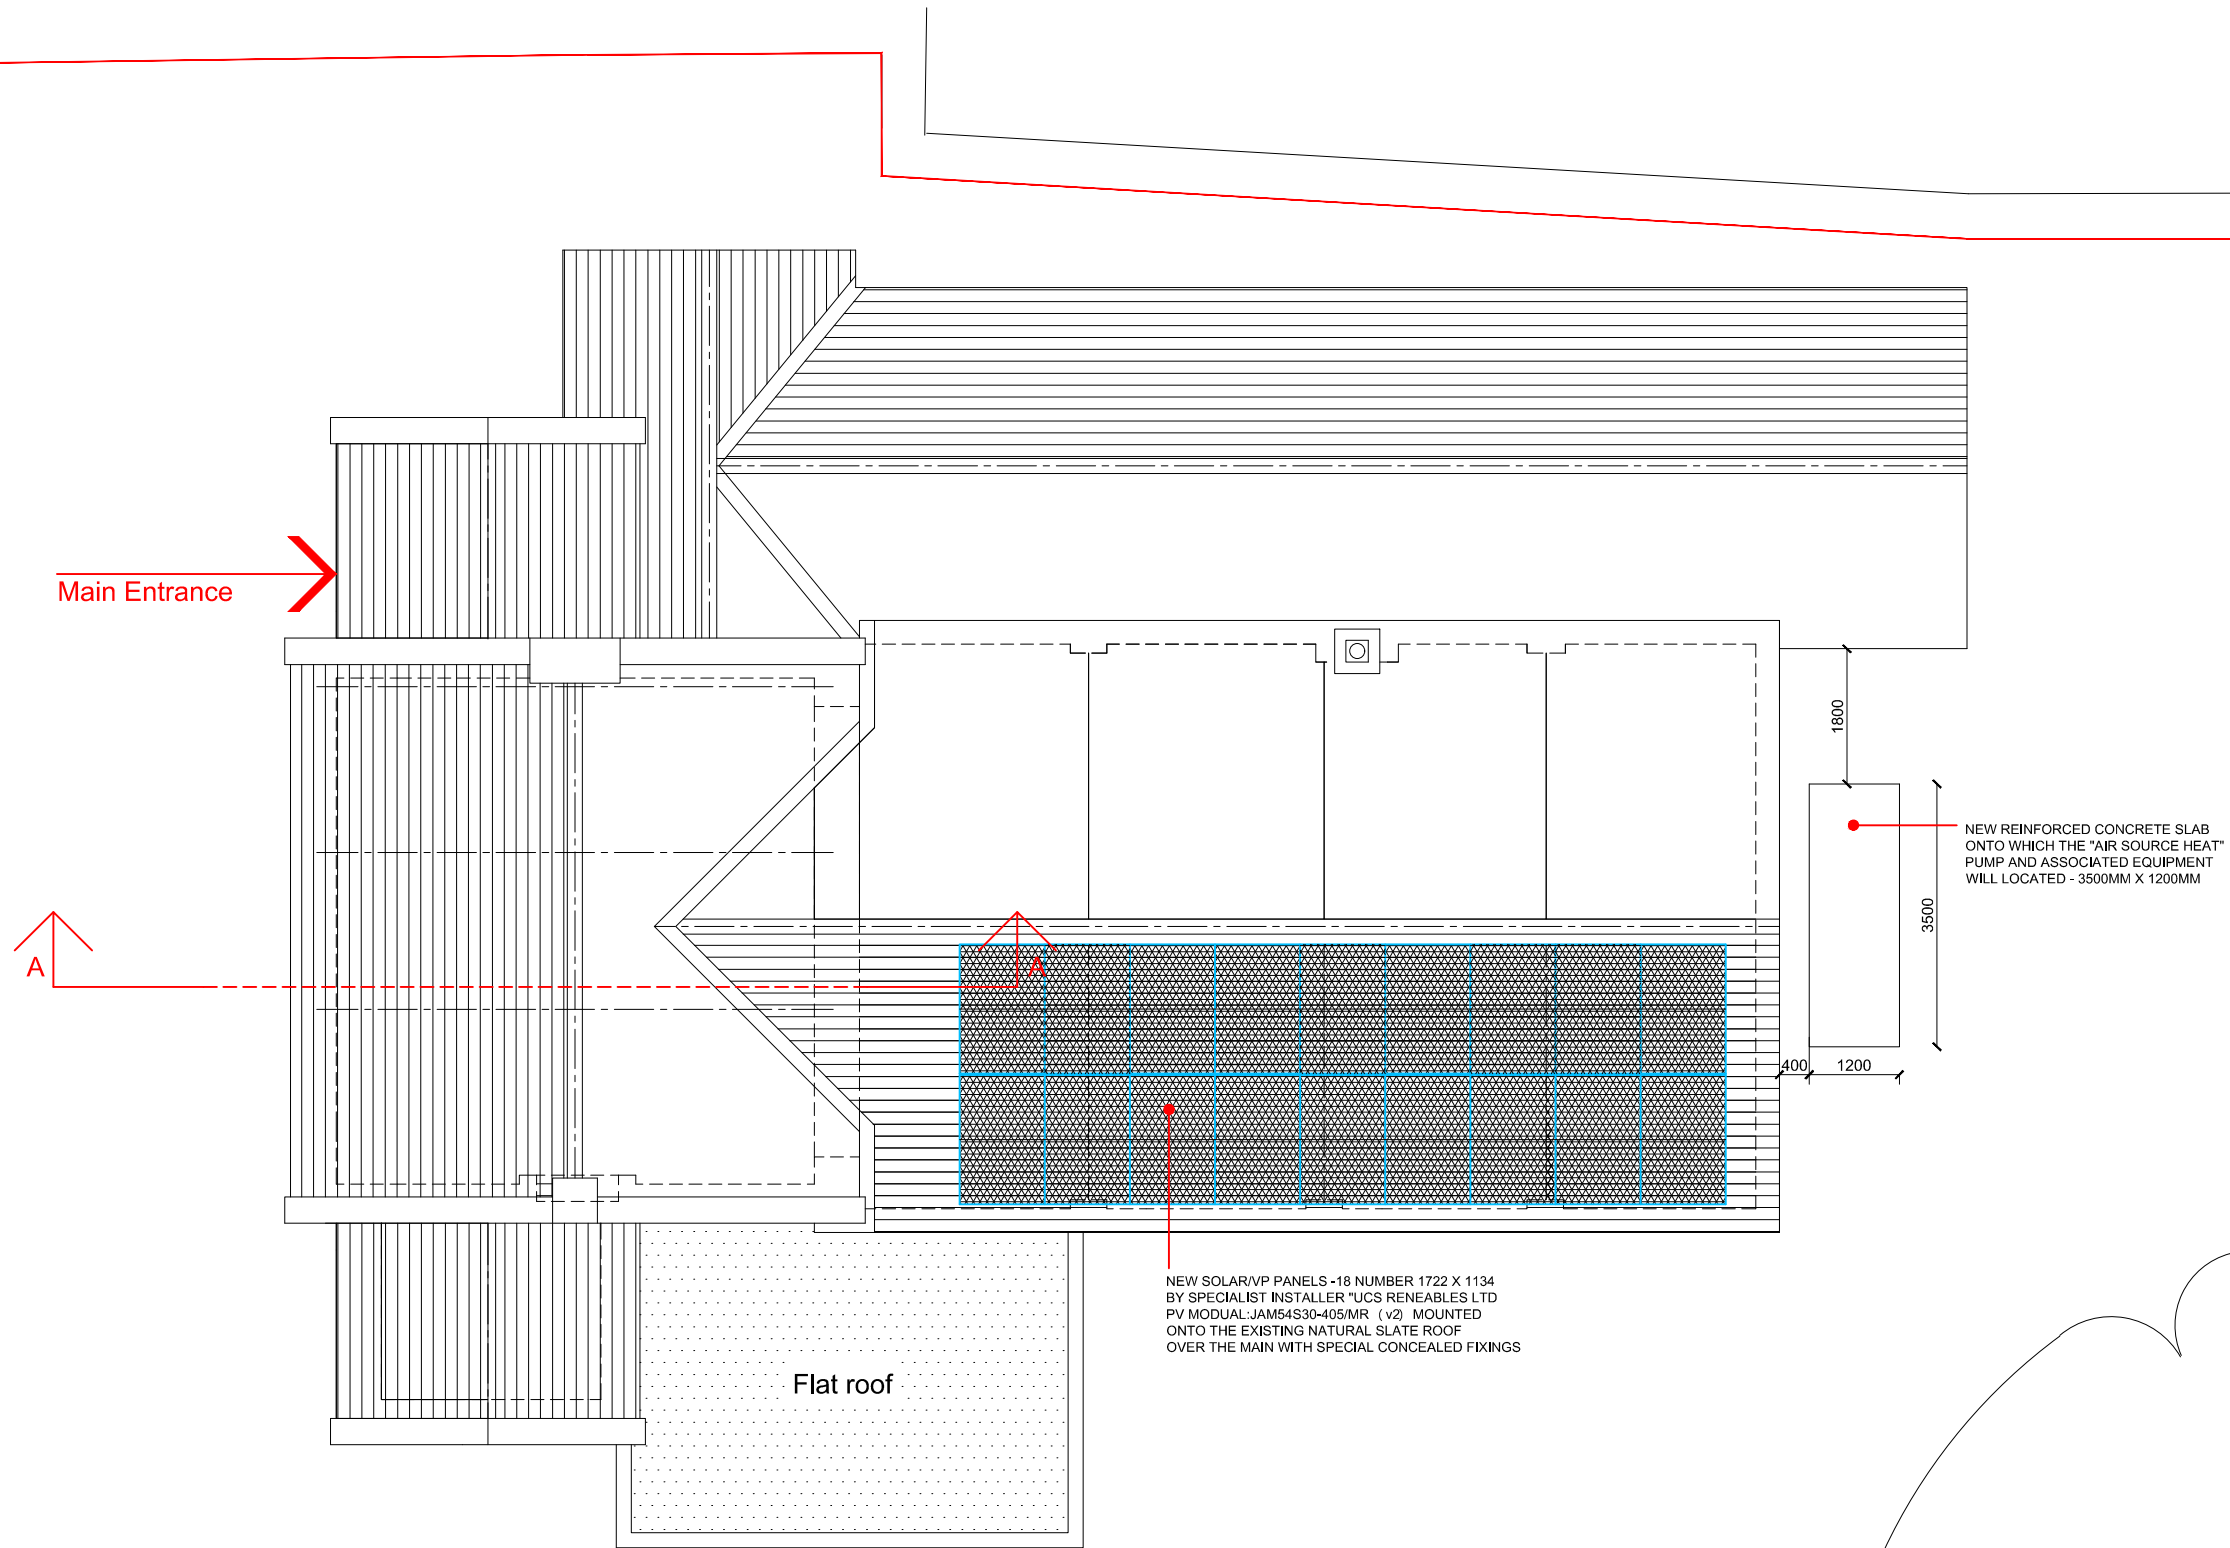 Main Entrance
1800
NEW REINFORCED CONCRETE SLAB
ONTO WHICH THE "AIR SOURCE HEAT"
PUMP AND ASSOCIATED EQUIPMENT
WILL LOCATED - 3500MM X 1200MM
3500
A
A
400
1200
NEW SOLAR/VP PANELS -18 NUMBER 1722 X 1134
BY SPECIALIST INSTALLER "UCS RENEABLES LTD
PV MODUAL:JAM54S30-405/MR ( v2) MOUNTED
ONTO THE EXISTING NATURAL SLATE ROOF
OVER THE MAIN WITH SPECIAL CONCEALED FIXINGS
Flat roof